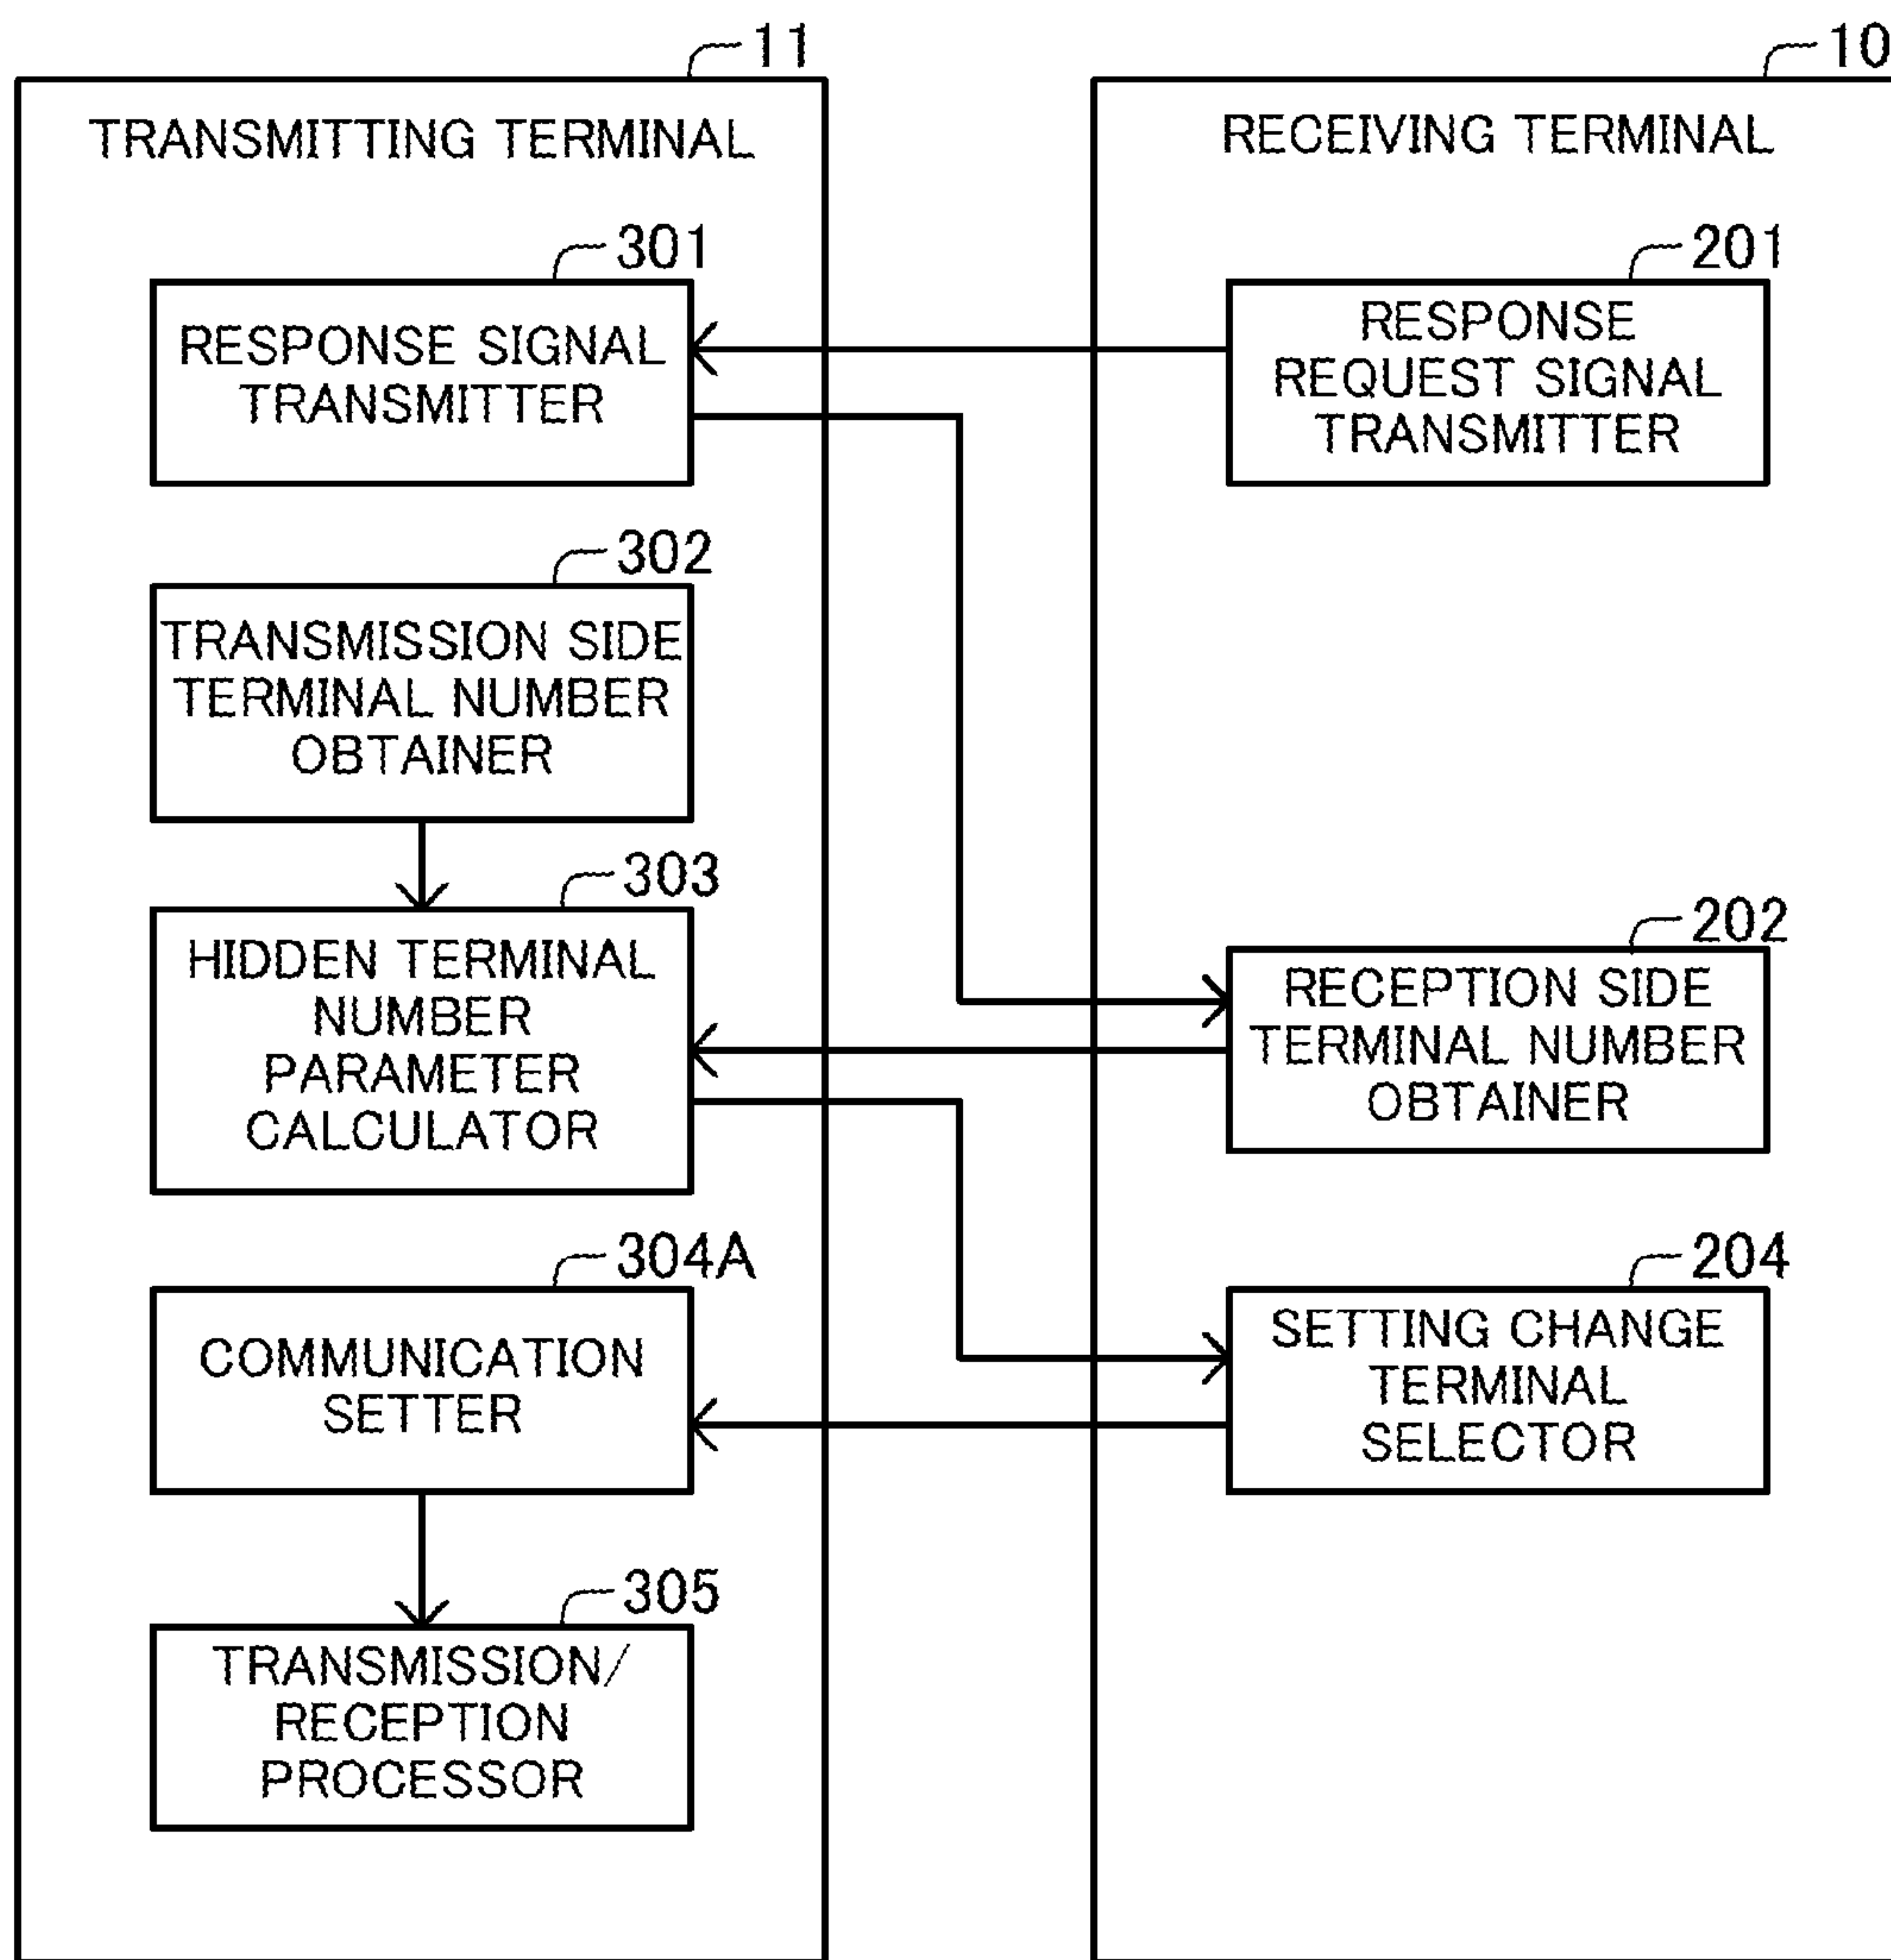 11
TRANSMITTING TERMINAL
301
RESPONSE SIGNAL
TRANSMITTER
302
TRANSMISSION SIDE
TERMINAL NUMBER
OBTAINER
303
HIDDEN TERMINAL
NUMBER
PARAMETER
CALCULATOR
304A
COMMUNICATION
SETTER
305
TRANSMISSION/
RECEPTION
PROCESSOR
10
RECEIVING TERMINAL
201
RESPONSE
REQUEST SIGNAL
TRANSMITTER
202
RECEPTION SIDE
TERMINAL NUMBER
OBTAINER
204
SETTING CHANGE
TERMINAL
SELECTOR